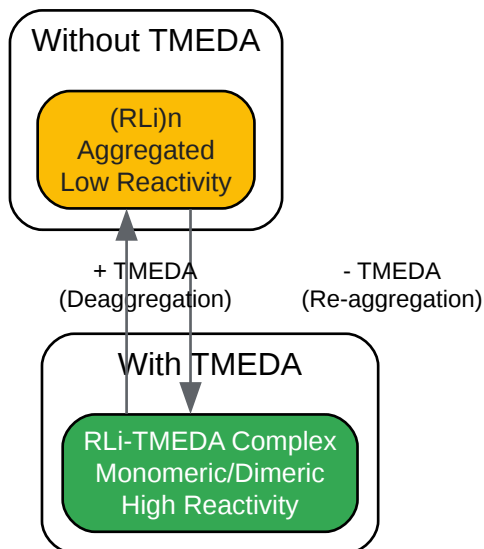 Without TMEDA
(RLi)n
Aggregated
Low Reactivity
+ TMEDA
(Deaggregation)
- TMEDA
(Re-aggregation)
With TMEDA
RLi-TMEDA Complex
Monomeric/Dimeric
High Reactivity